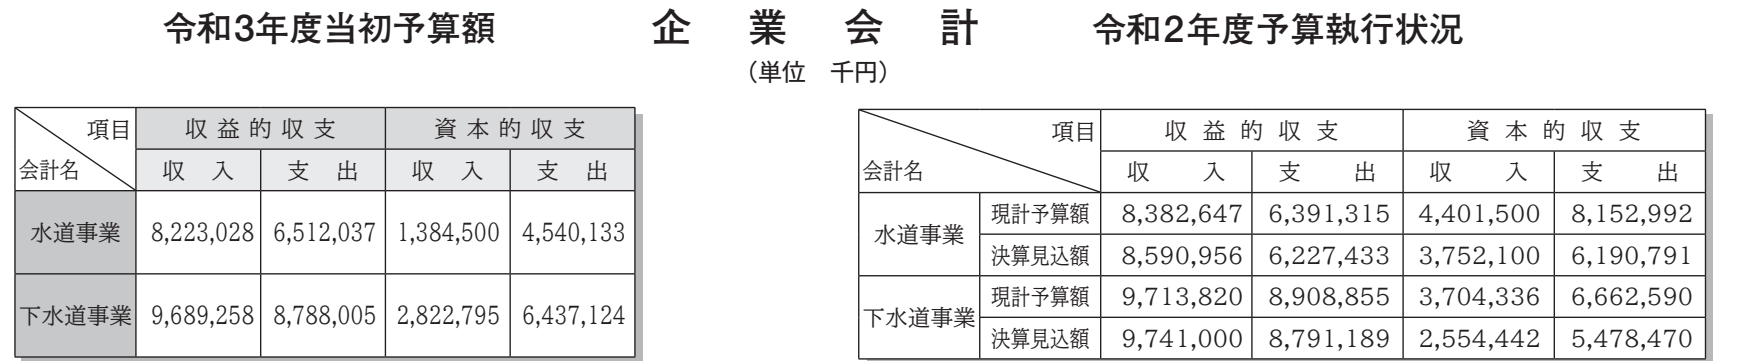 令和3年度当初予算額　企業会計　令和2年度予算執行状況
（単位　千円）
項目　収益的収支　資本的収支
会計名　収入　支出　収入　支出
水道事業　8,223,028　6,512,037　1,384,500　4,540,133
下水道事業　9,689,258　8,788,005　2,822,795　6,437,124
項目　収益的収支　資本的収支
会計名　収入　支出　収入　支出
水道事業　現計予算額　8,382,647　6,391,315　4,401,500　8,152,992
決算見込額　8,590,956　6,227,433　3,752,100　6,190,791
下水道事業　現計予算額　9,713,820　8,908,855　3,704,336　6,662,590
決算見込額　9,741,000　8,791,189　2,554,442　5,478,470